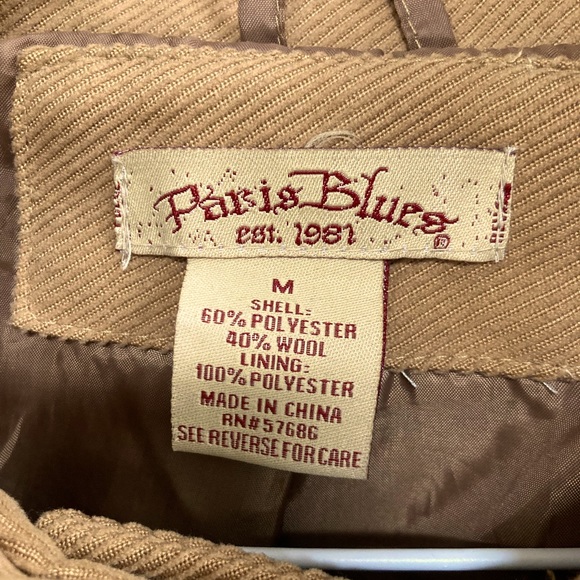 Paris Blues
est. 1981
®
M
SHELL:
60% POLYESTER
40% WOOL
LINING:
100% POLYESTER
MADE IN CHINA
RN#57686
SEE REVERSE FOR CARE